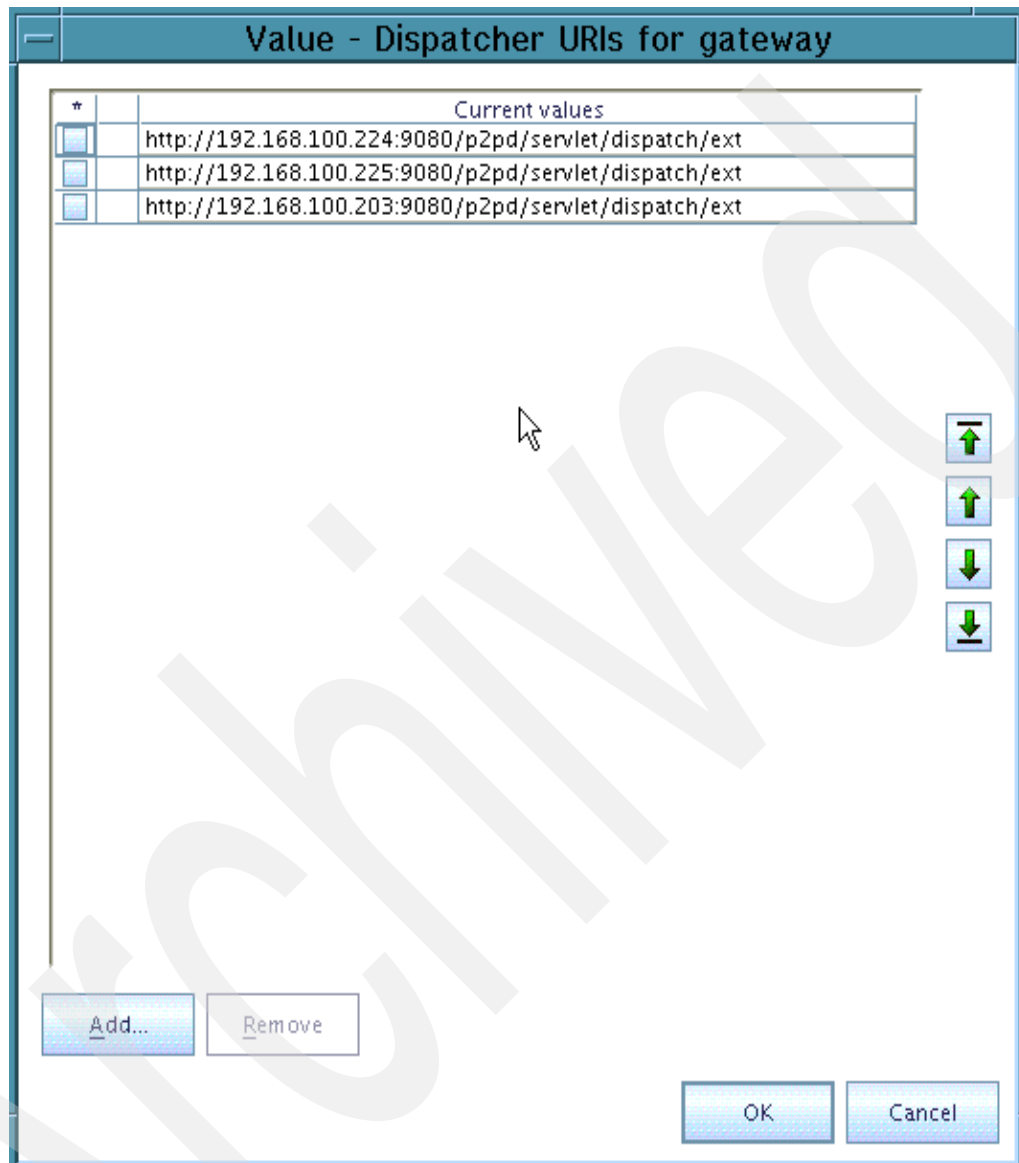 Value - Dispatcher URIs for gateway
* Current values
http://192.168.100.224:9080/p2pd/servlet/dispatch/ext
http://192.168.100.225:9080/p2pd/servlet/dispatch/ext
http://192.168.100.203:9080/p2pd/servlet/dispatch/ext
Add... Remove
OK Cancel
Archived